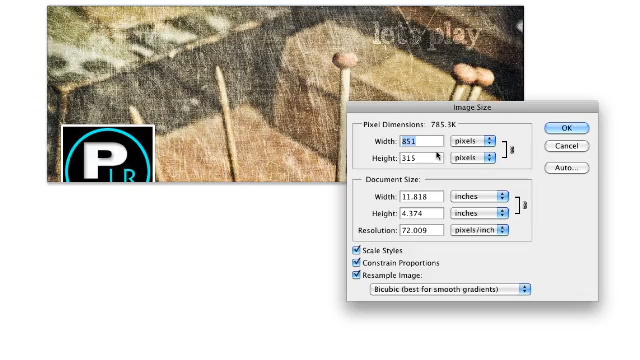 let's play
P
LR
Image Size
Pixel Dimensions: 785.3K
Width: 851 pixels
Height: 315 pixels
OK
Cancel
Auto...
Document Size:
Width: 11.818 inches
Height: 4.374 inches
Resolution: 72.009 pixels/inch
Scale Styles
Constrain Proportions
Resample Image:
Bicubic (best for smooth gradients)